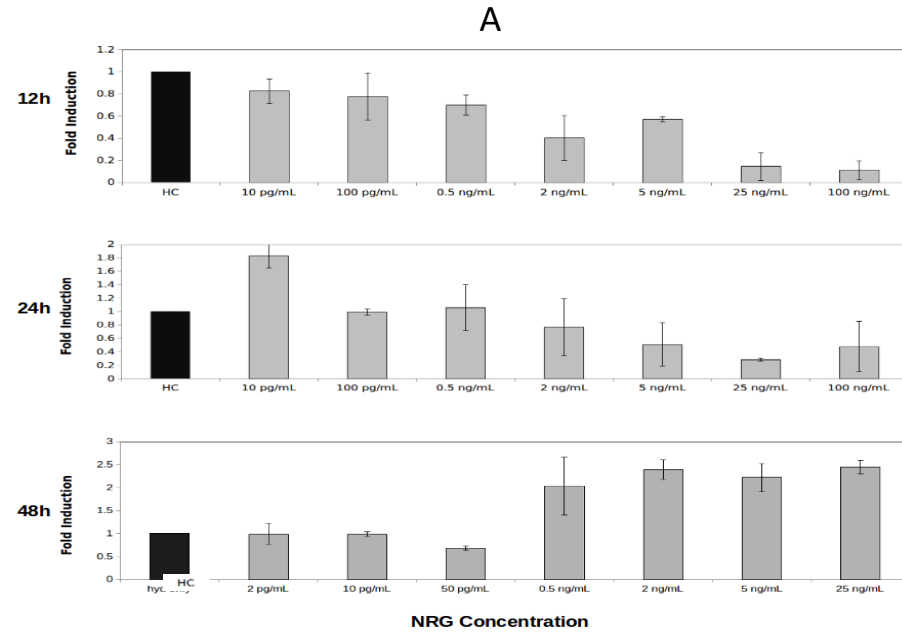 A
12h
Fold Induction
1.2
1
0.8
0.6
0.4
0.2
0
HC 10 pg/mL 100 pg/mL 0.5 ng/mL 2 ng/mL 5 ng/mL 25 ng/mL 100 ng/mL
24h
Fold Induction
2
1.8
1.6
1.4
1.2
1
0.8
0.6
0.4
0.2
0
HC 10 pg/mL 100 pg/mL 0.5 ng/mL 2 ng/mL 5 ng/mL 25 ng/mL 100 ng/mL
48h
Fold Induction
3
2.5
2
1.5
1
0.5
0
HC
2 pg/mL 10 pg/mL 50 pg/mL 0.5 ng/mL 2 ng/mL 5 ng/mL 25 ng/mL
NRG Concentration